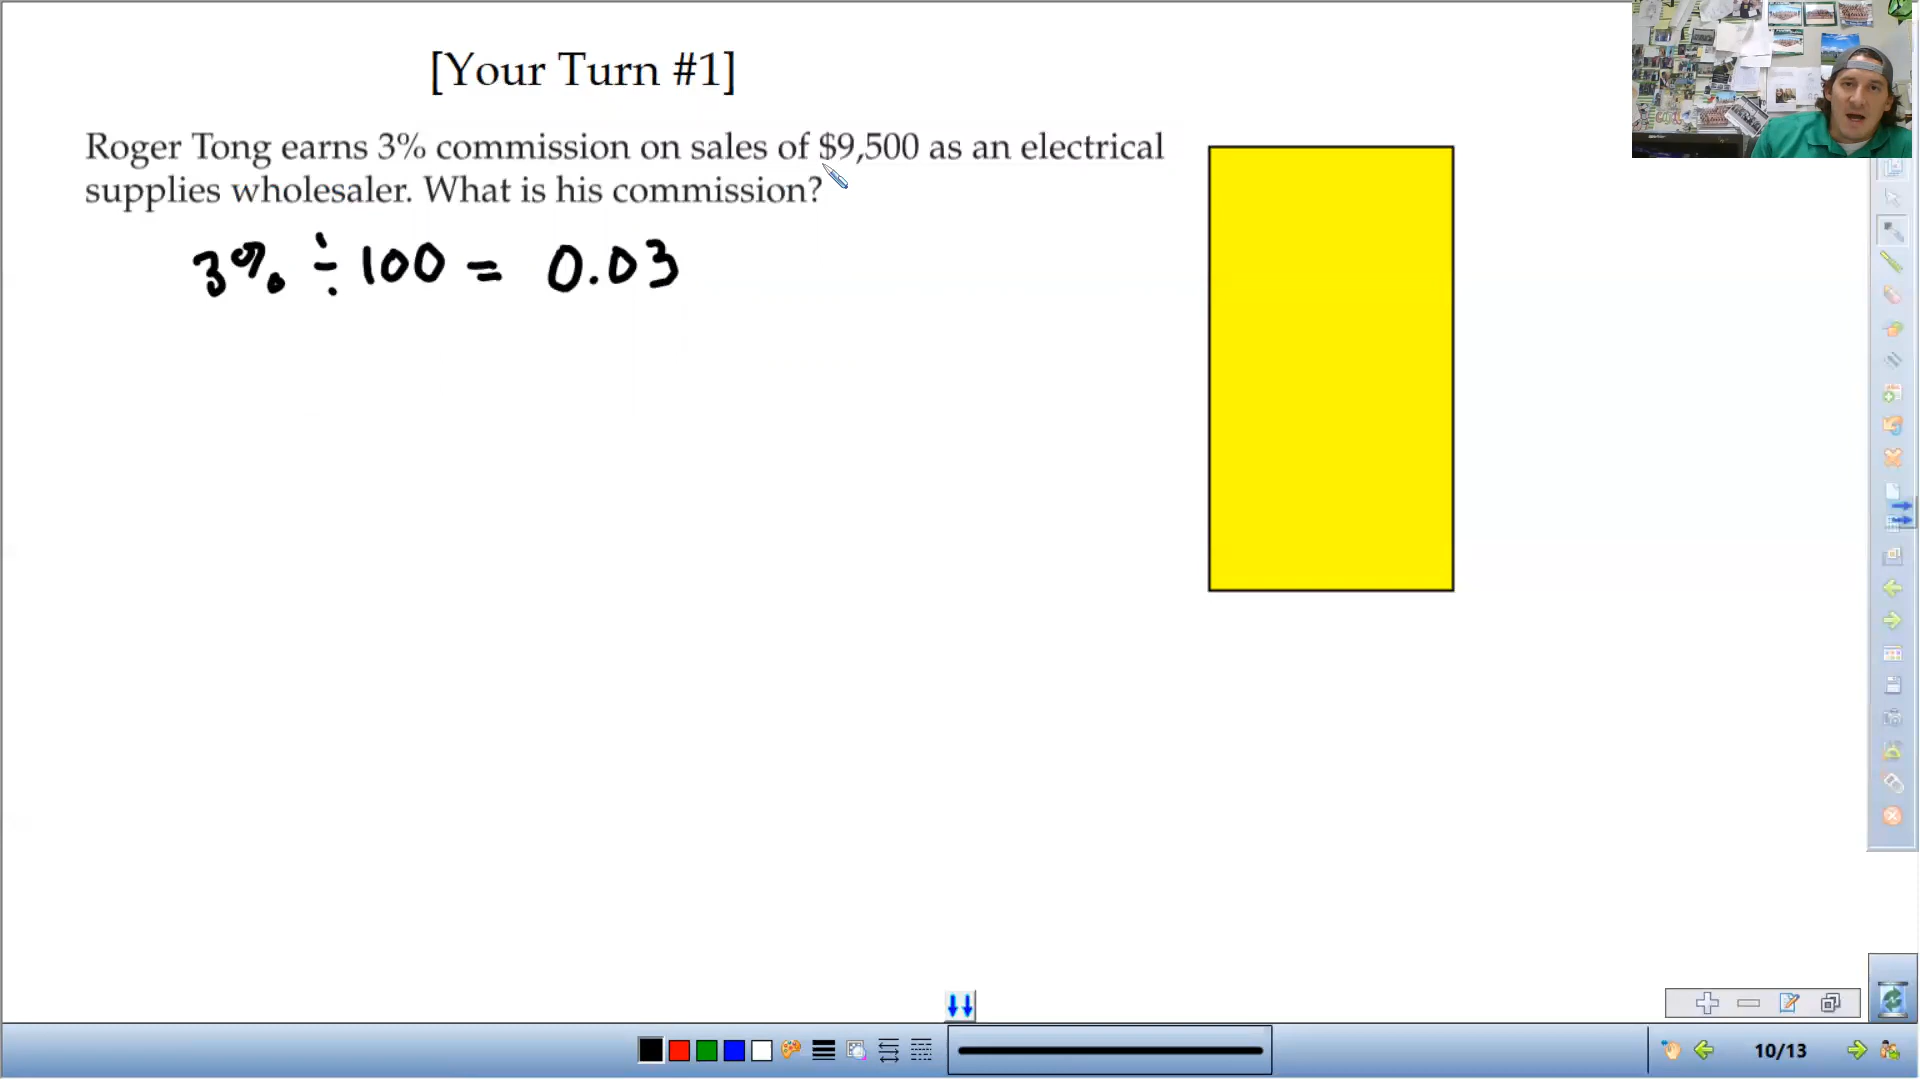 [Your Turn #1]
Roger Tong earns 3% commission on sales of $9,500 as an electrical
supplies wholesaler. What is his commission?
3% ÷ 100 = 0.03
10/13